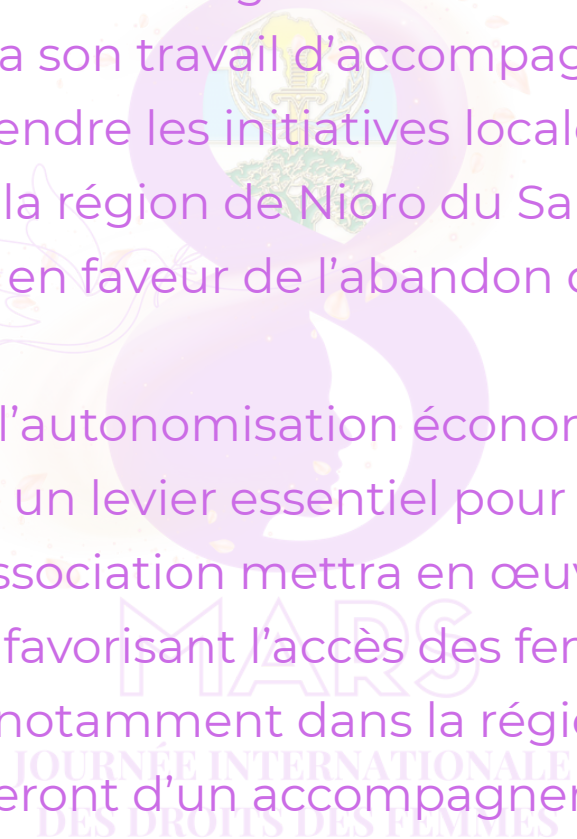 a son travail d’accompag
endre les initiatives local
la région de Nioro du Sa
en faveur de l’abandon
l’autonomisation écono
un levier essentiel pour
ssociation mettra en œu
favorisant l’accès des fe
MARS
notamment dans la régi
JOURNÉE INTERNATIONALE
eront d’un accompagne
DES DROITS DES FEMMES